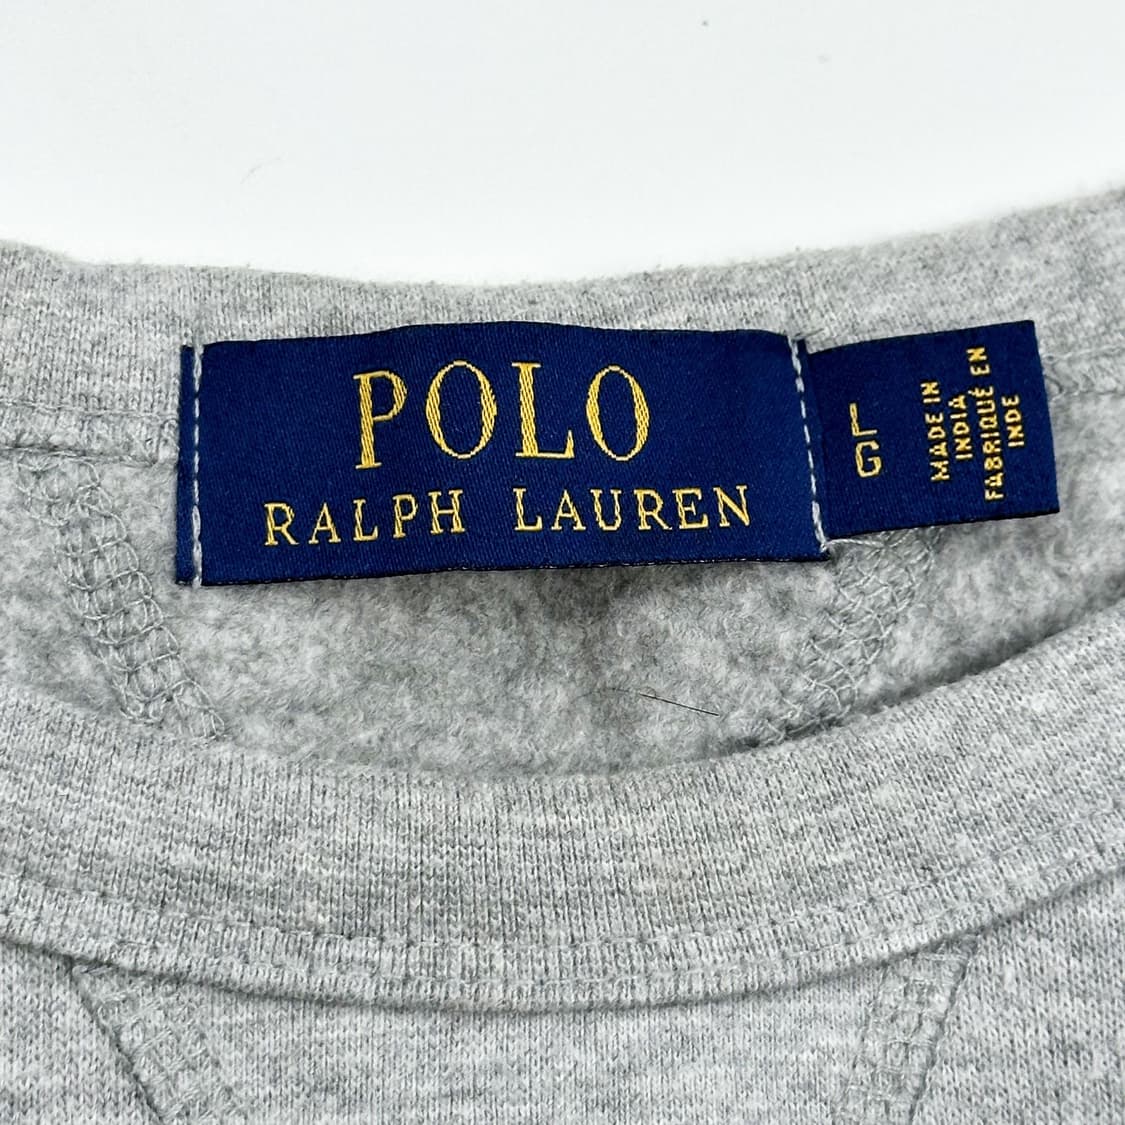 POLO
RALPH LAUREN
L
G
MADE IN
INDIA
FABRIQUÉ EN
INDE